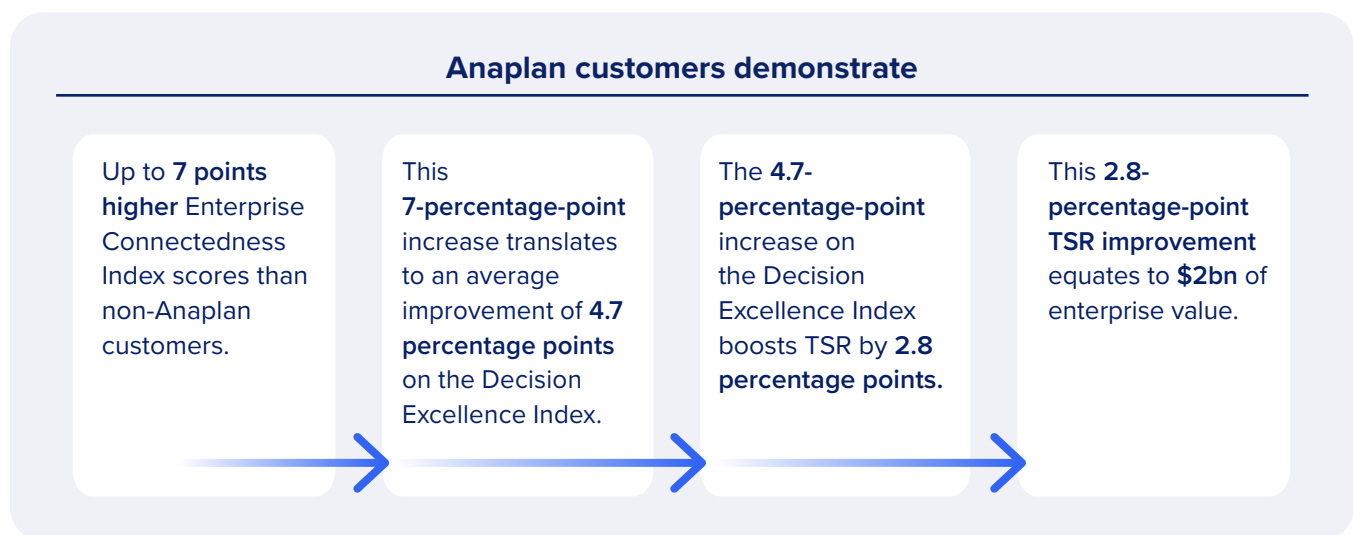 Anaplan customers demonstrate
Up to 7 points
higher Enterprise
Connectedness
Index scores than
non-Anaplan
customers.
This
7-percentage-point
increase translates
to an average
improvement of 4.7
percentage points
on the Decision
Excellence Index.
The 4.7-
percentage-point
increase on
the Decision
Excellence Index
boosts TSR by 2.8
percentage points.
This 2.8-
percentage-point
TSR improvement
equates to $2bn of
enterprise value.